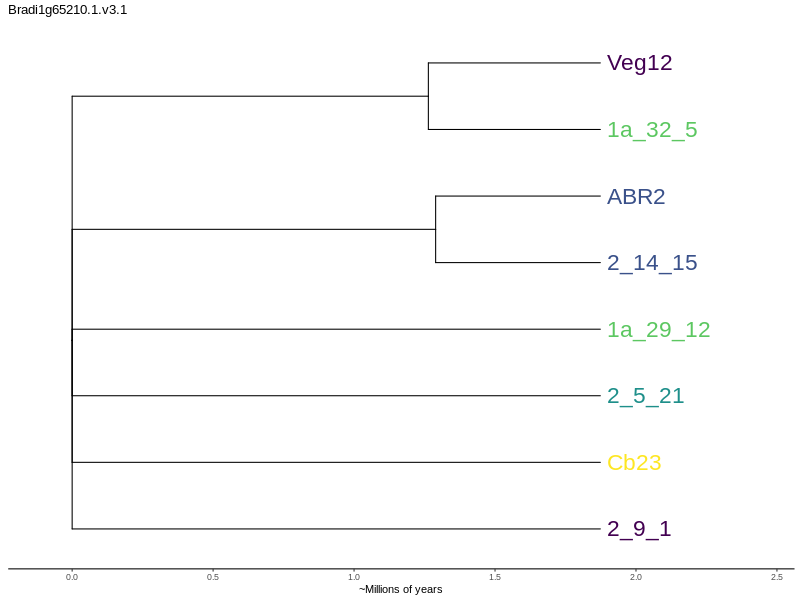 Bradi1g65210.1.v3.1
Veg12
1a_32_5
ABR2
2_14_15
1a_29_12
2_5_21
Cb23
2_9_1
0.0 0.5 1.0 1.5 2.0 2.5
~Millions of years